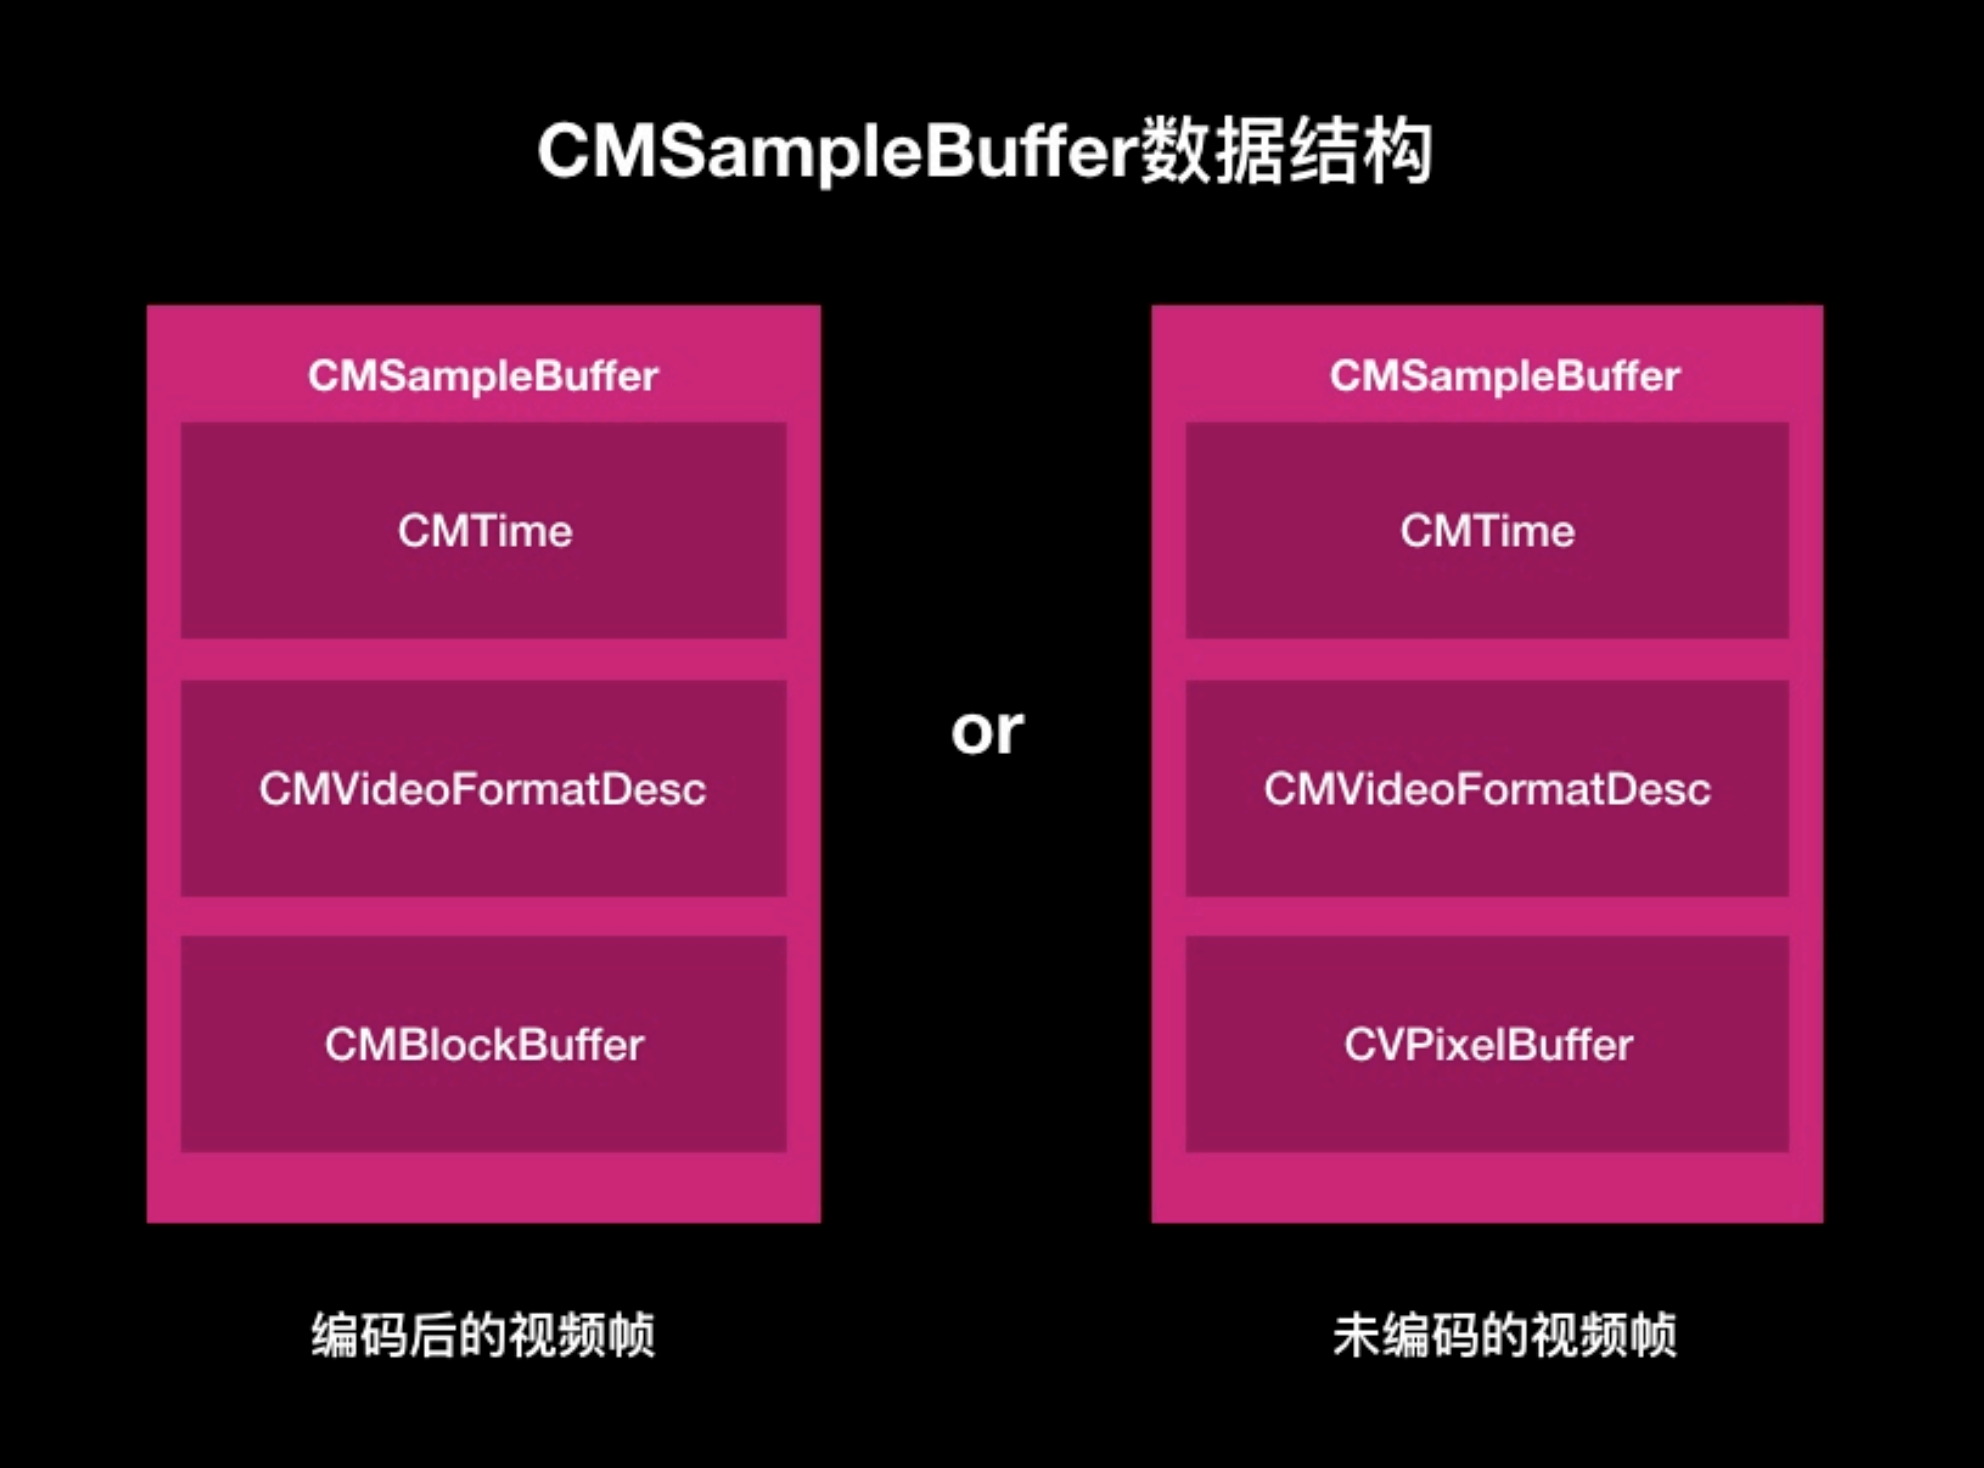 CMSampleBuffer数据结构
CMSampleBuffer
CMTime
CMVideoFormatDesc
CMBlockBuffer
编码后的视频帧
or
CMSampleBuffer
CMTime
CMVideoFormatDesc
CVPixelBuffer
未编码的视频帧